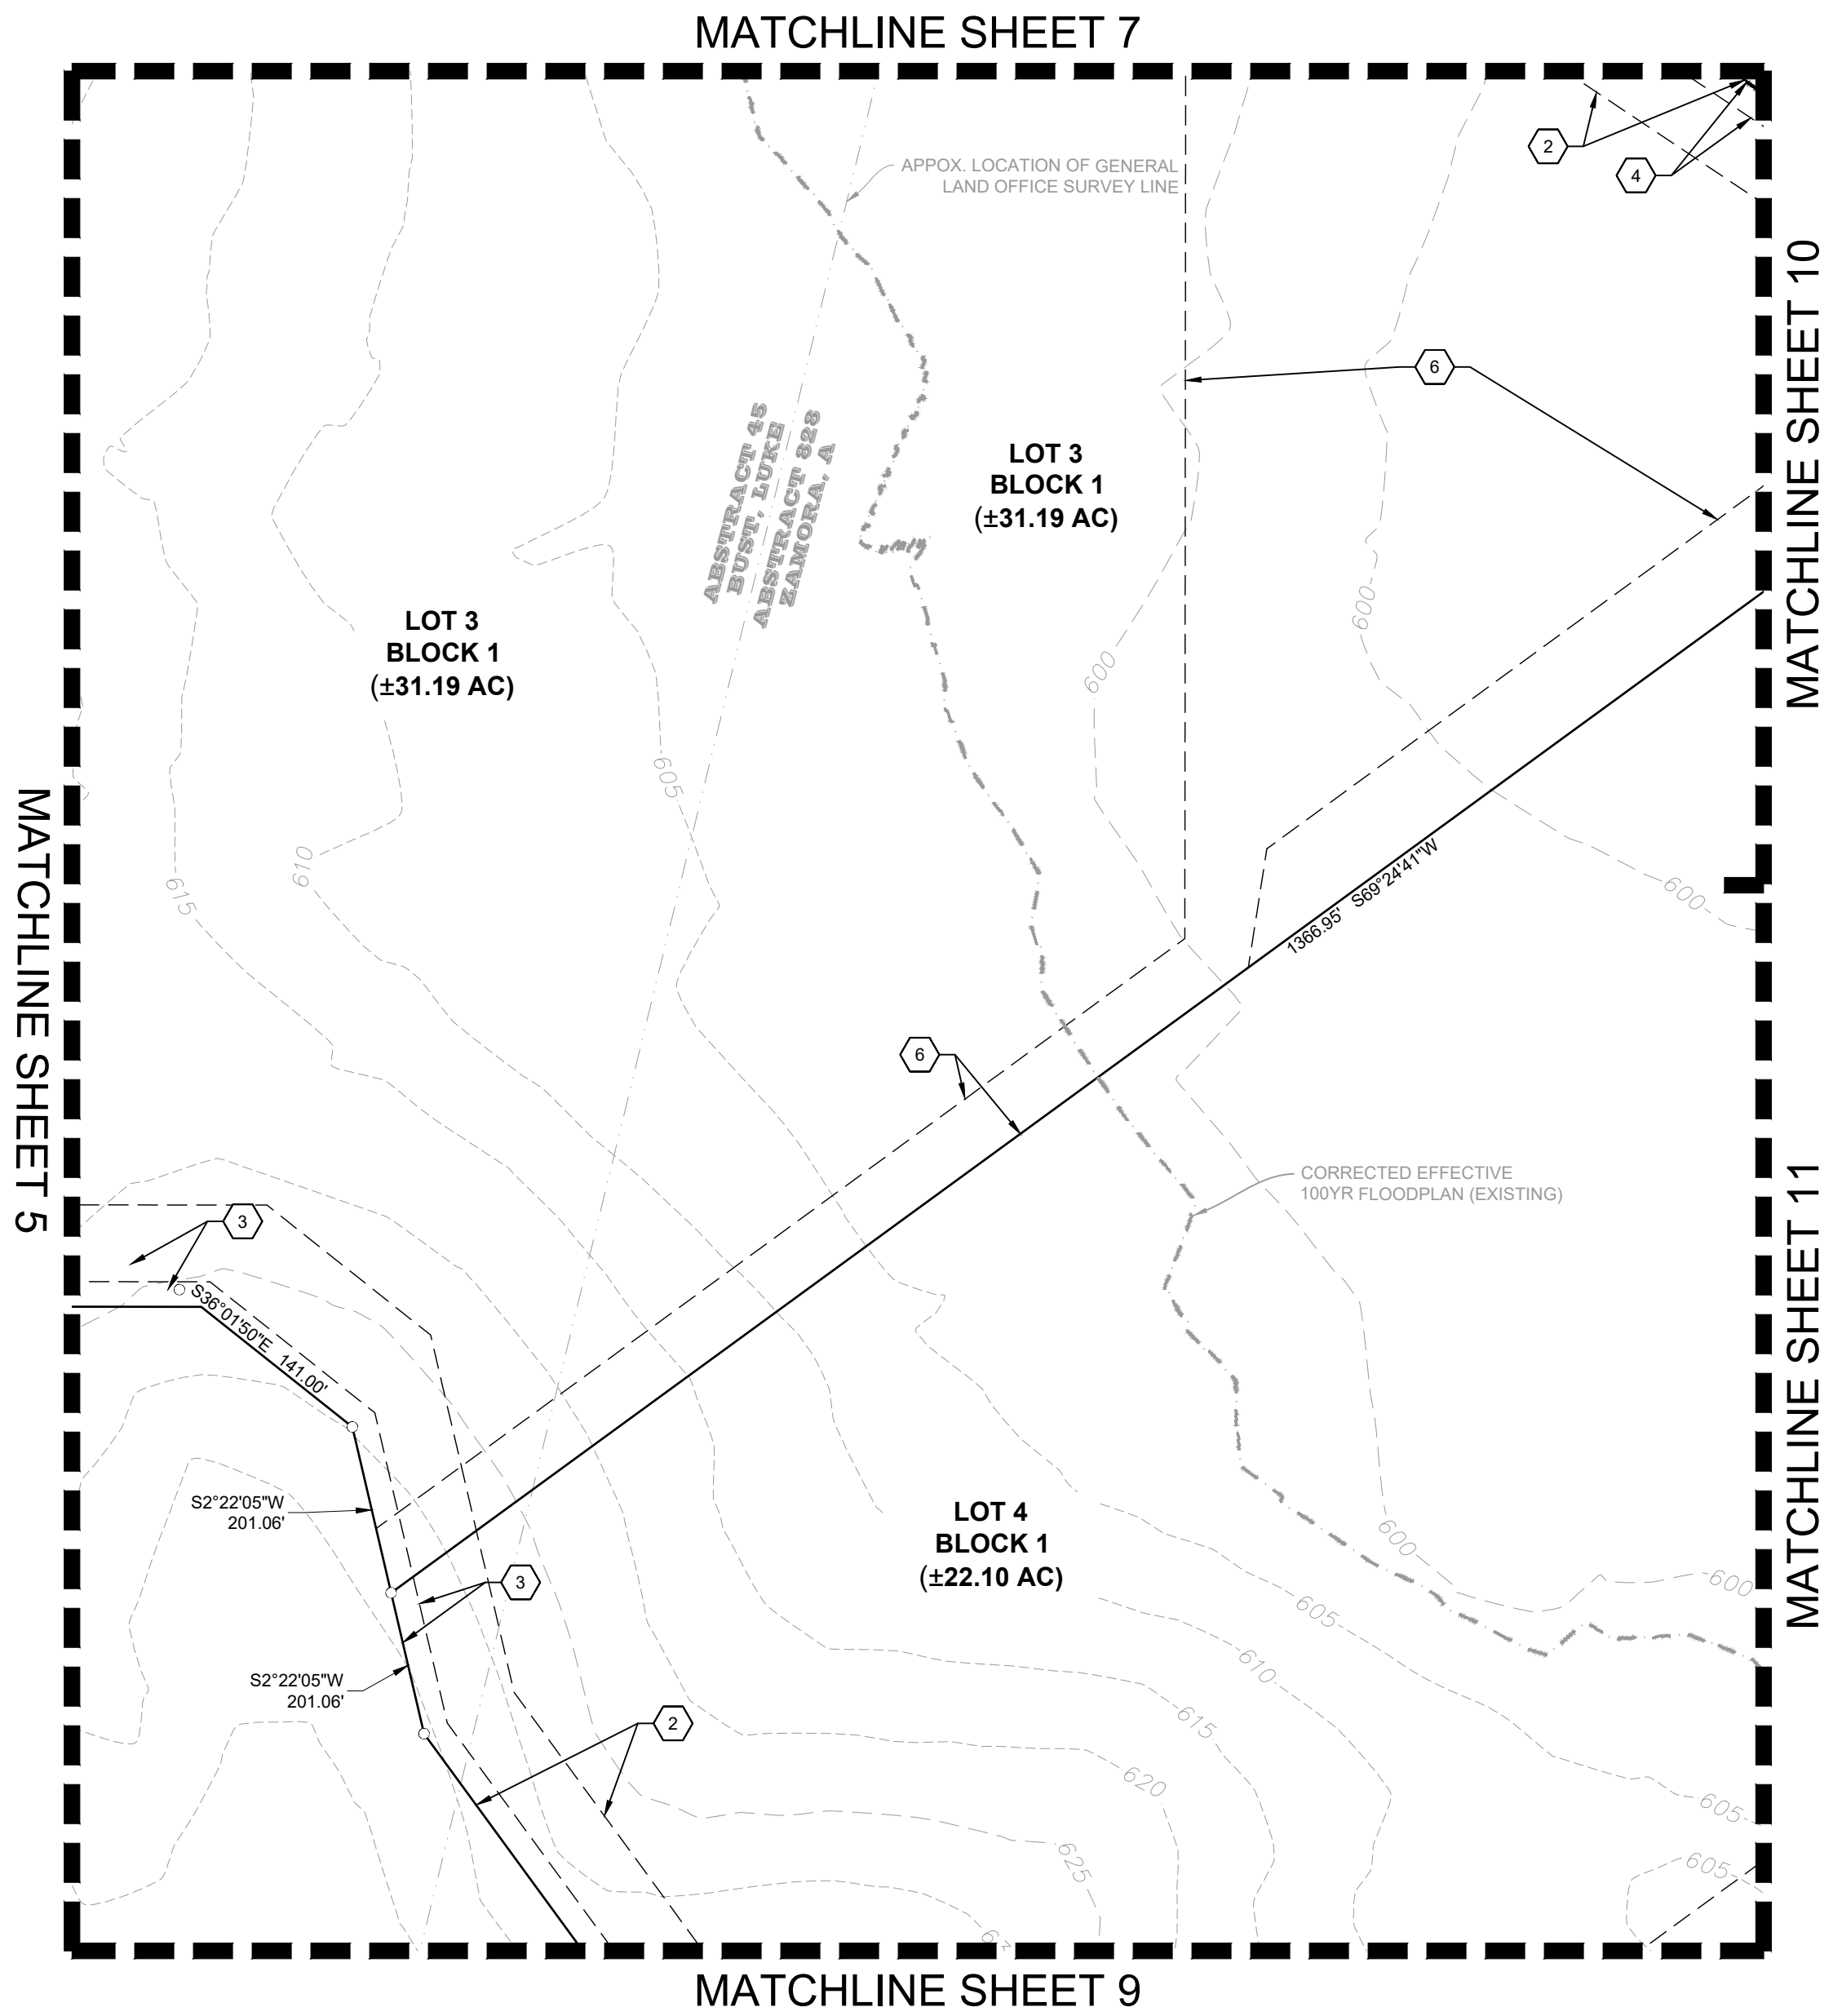 MATCHLINE SHEET 7
2
4
APPOX. LOCATION OF GENERAL
LAND OFFICE SURVEY LINE
MATCHLINE SHEET 10
6
ABSTRACT 45
BUST, LUKE
ABSTRACT 828
ZAMORA, A
LOT 3
BLOCK 1
(±31.19 AC)
LOT 3
BLOCK 1
(±31.19 AC)
600
600
605
610
615
600
1366.95' S69°24'41"W
MATCHLINE SHEET 5
6
CORRECTED EFFECTIVE
100YR FLOODPLAN (EXISTING)
MATCHLINE SHEET 11
3
S36°01'50"E 141.00'
S2°22'05"W
201.06'
LOT 4
BLOCK 1
(±22.10 AC)
600
600
3
605
610
S2°22'05"W
201.06'
2
615
620
605
625
605
MATCHLINE SHEET 9